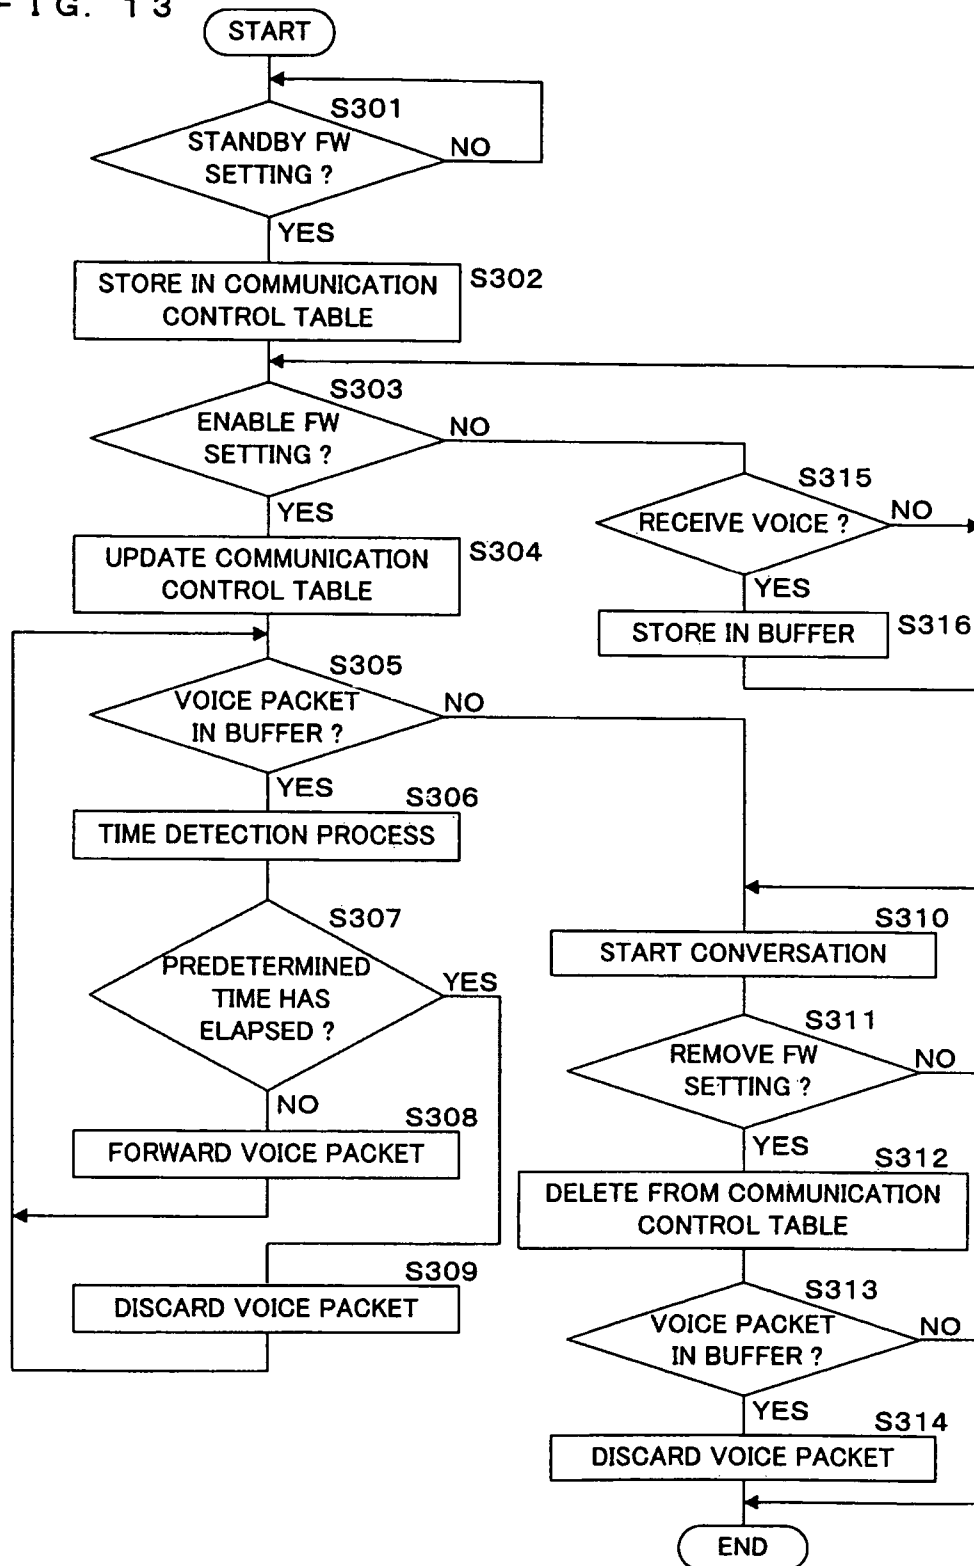 FIG. 13
START
S301
STANDBY FW
SETTING ?
NO
YES
STORE IN COMMUNICATION
CONTROL TABLE
S302
S303
ENABLE FW
SETTING ?
NO
YES
S315
RECEIVE VOICE ?
NO
YES
STORE IN BUFFER
S316
UPDATE COMMUNICATION
CONTROL TABLE
S304
S305
VOICE PACKET
IN BUFFER ?
NO
YES
S306
TIME DETECTION PROCESS
S307
PREDETERMINED
TIME HAS
ELAPSED ?
YES
NO
S308
FORWARD VOICE PACKET
S309
DISCARD VOICE PACKET
S310
START CONVERSATION
S311
REMOVE FW
SETTING ?
NO
YES
S312
DELETE FROM COMMUNICATION
CONTROL TABLE
S313
VOICE PACKET
IN BUFFER ?
NO
YES
S314
DISCARD VOICE PACKET
END